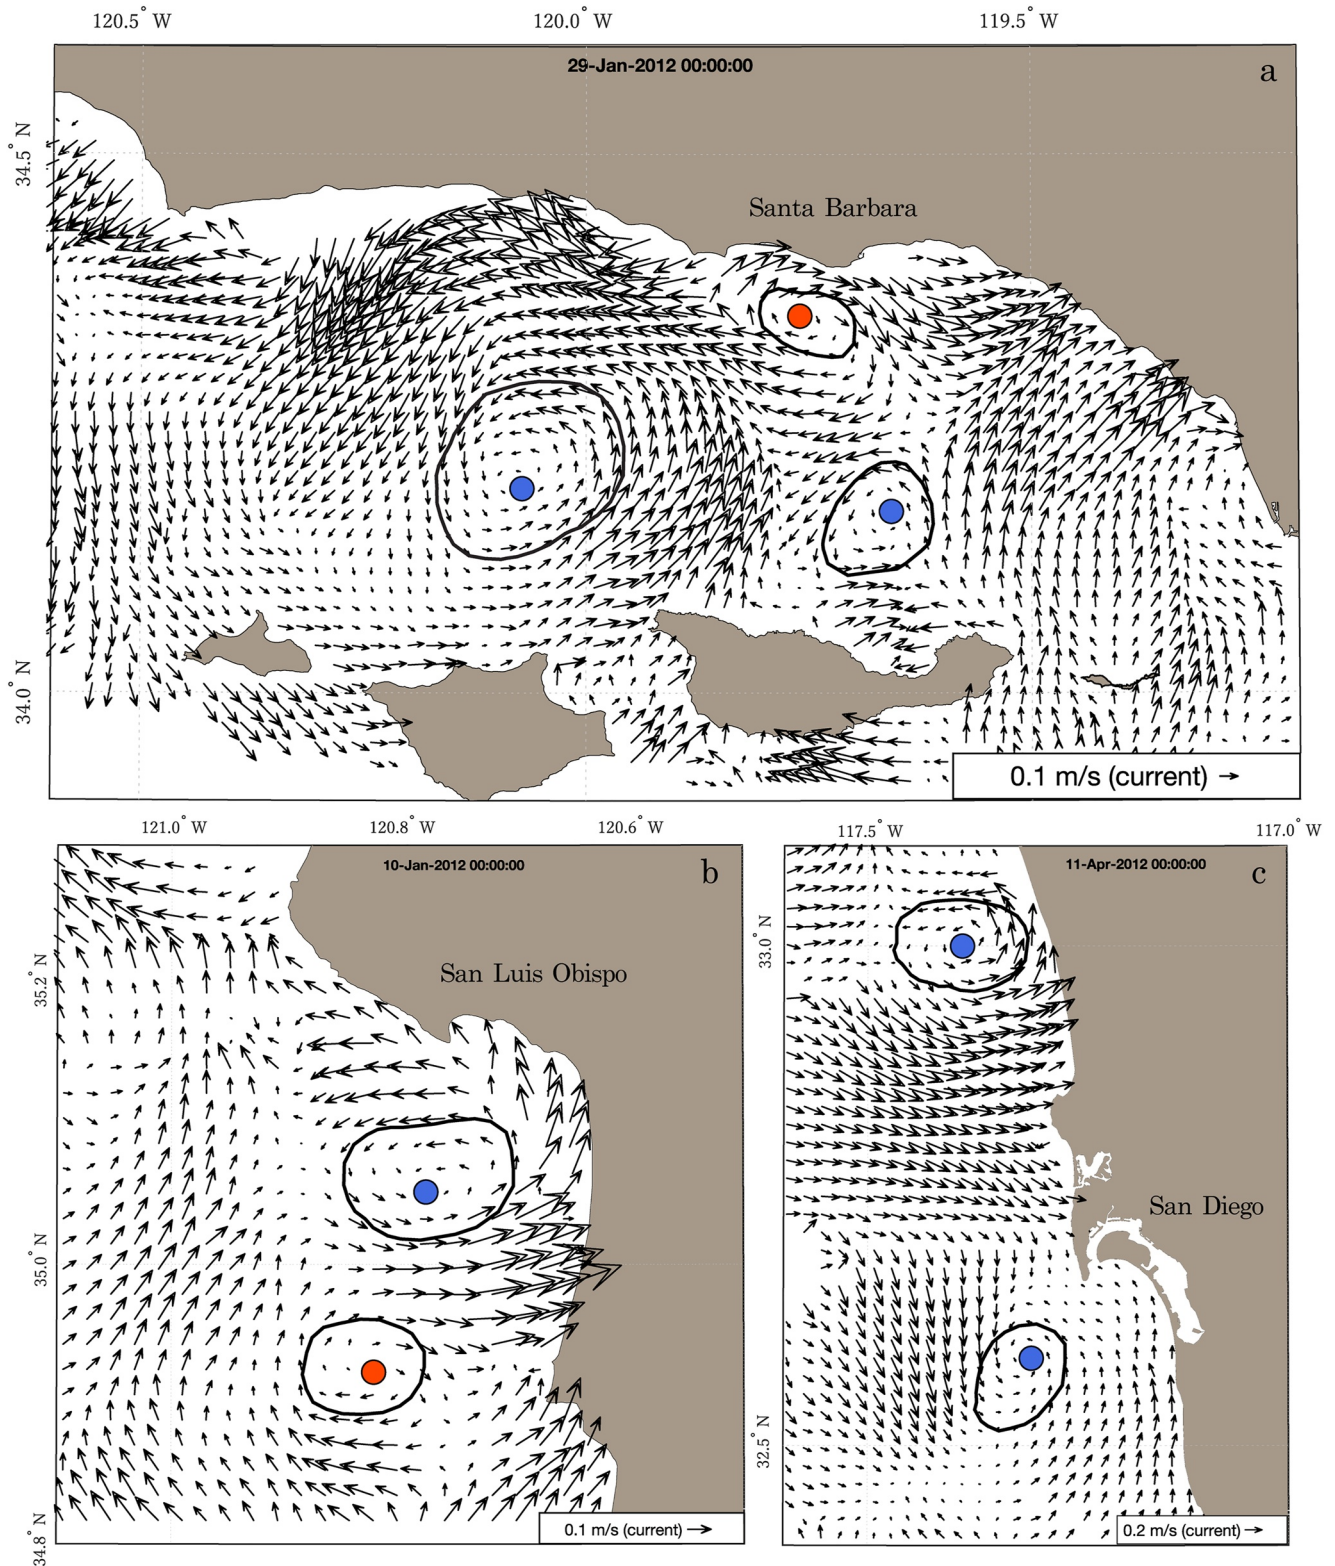 120.5° W 120.0° W 119.5° W
29-Jan-2012 00:00:00 a
34.5° N
Santa Barbara
34.0° N
0.1 m/s (current)
121.0° W 120.8° W 120.6° W
10-Jan-2012 00:00:00 b
35.2° N
San Luis Obispo
35.0° N
34.8° N
0.1 m/s (current)
117.5° W 117.0° W
11-Apr-2012 00:00:00 c
33.0° N
San Diego
32.5° N
0.2 m/s (current)